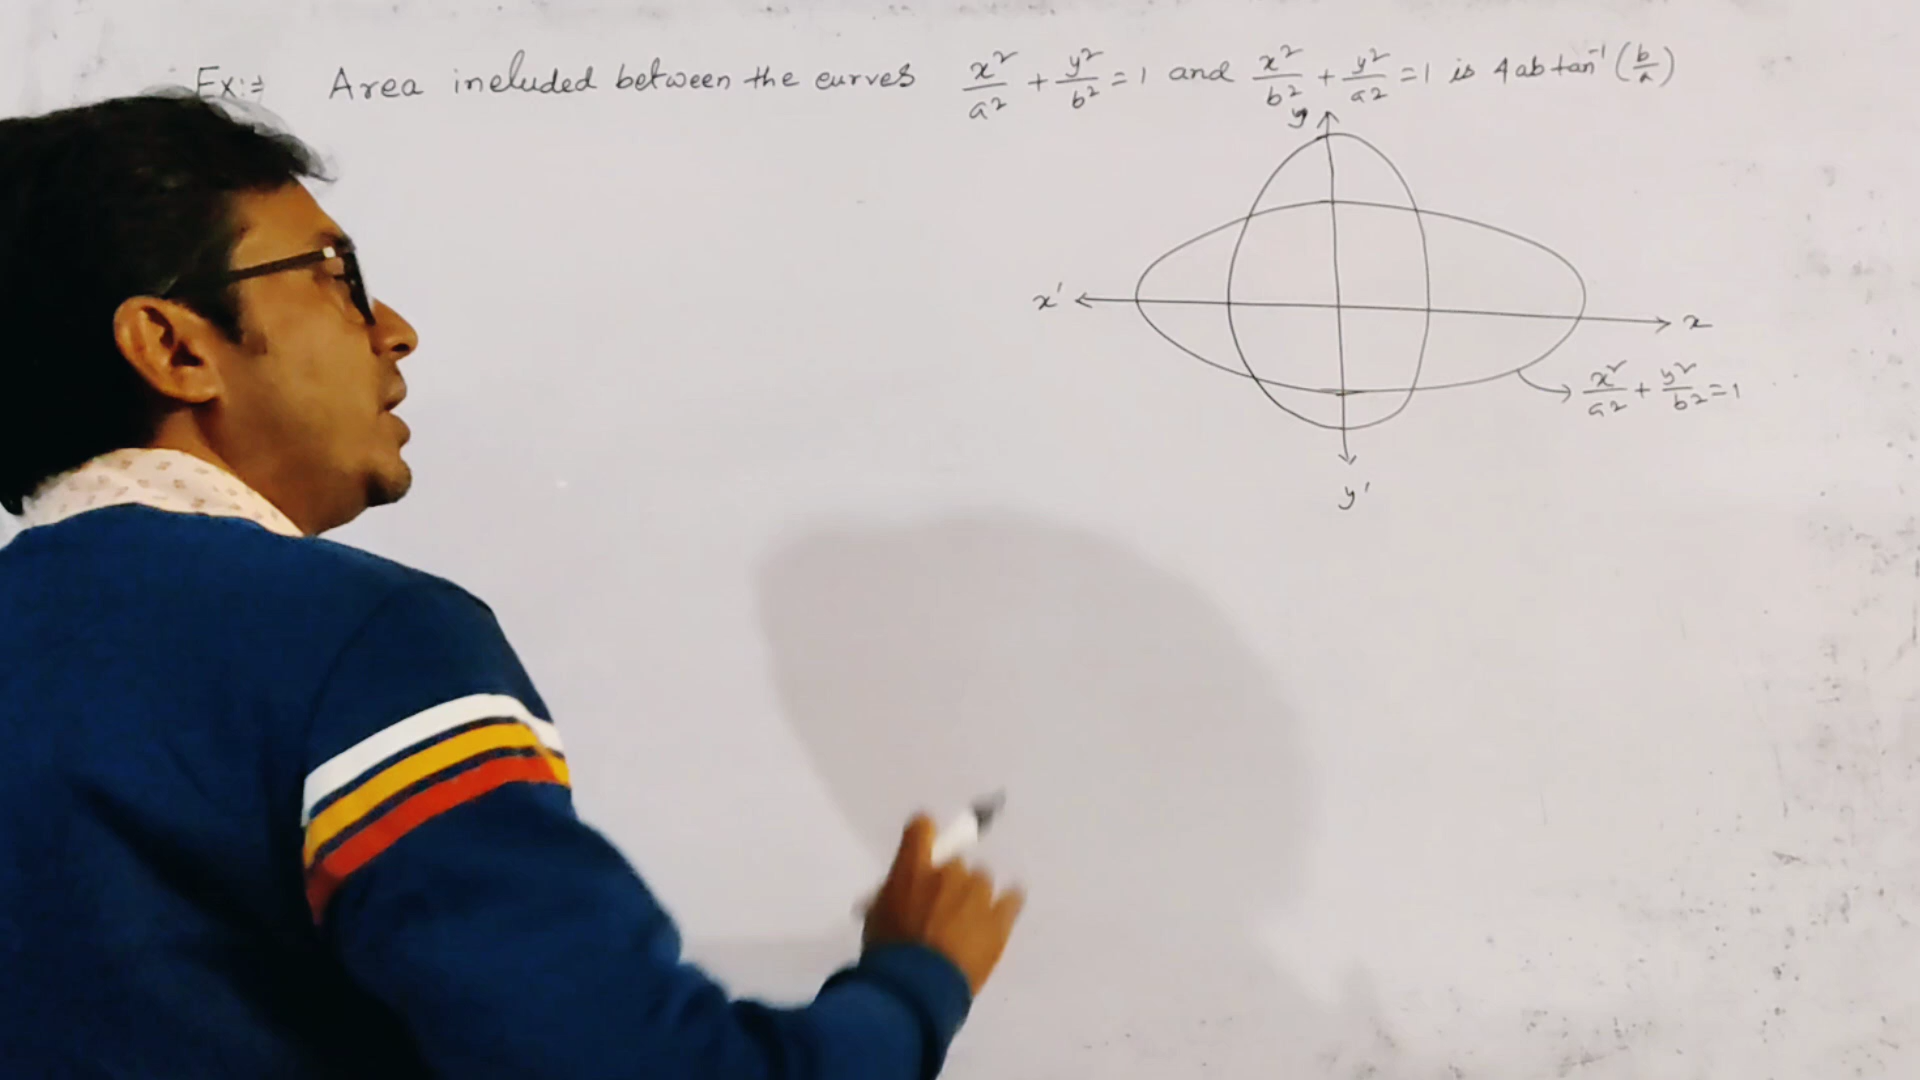 Ex:⇒ Area included between the curves x²/a² + y²/b² = 1 and x²/b² + y²/a² = 1 is 4ab tan⁻¹(b/a)
y
x'
x
x²/a² + y²/b² = 1
y'